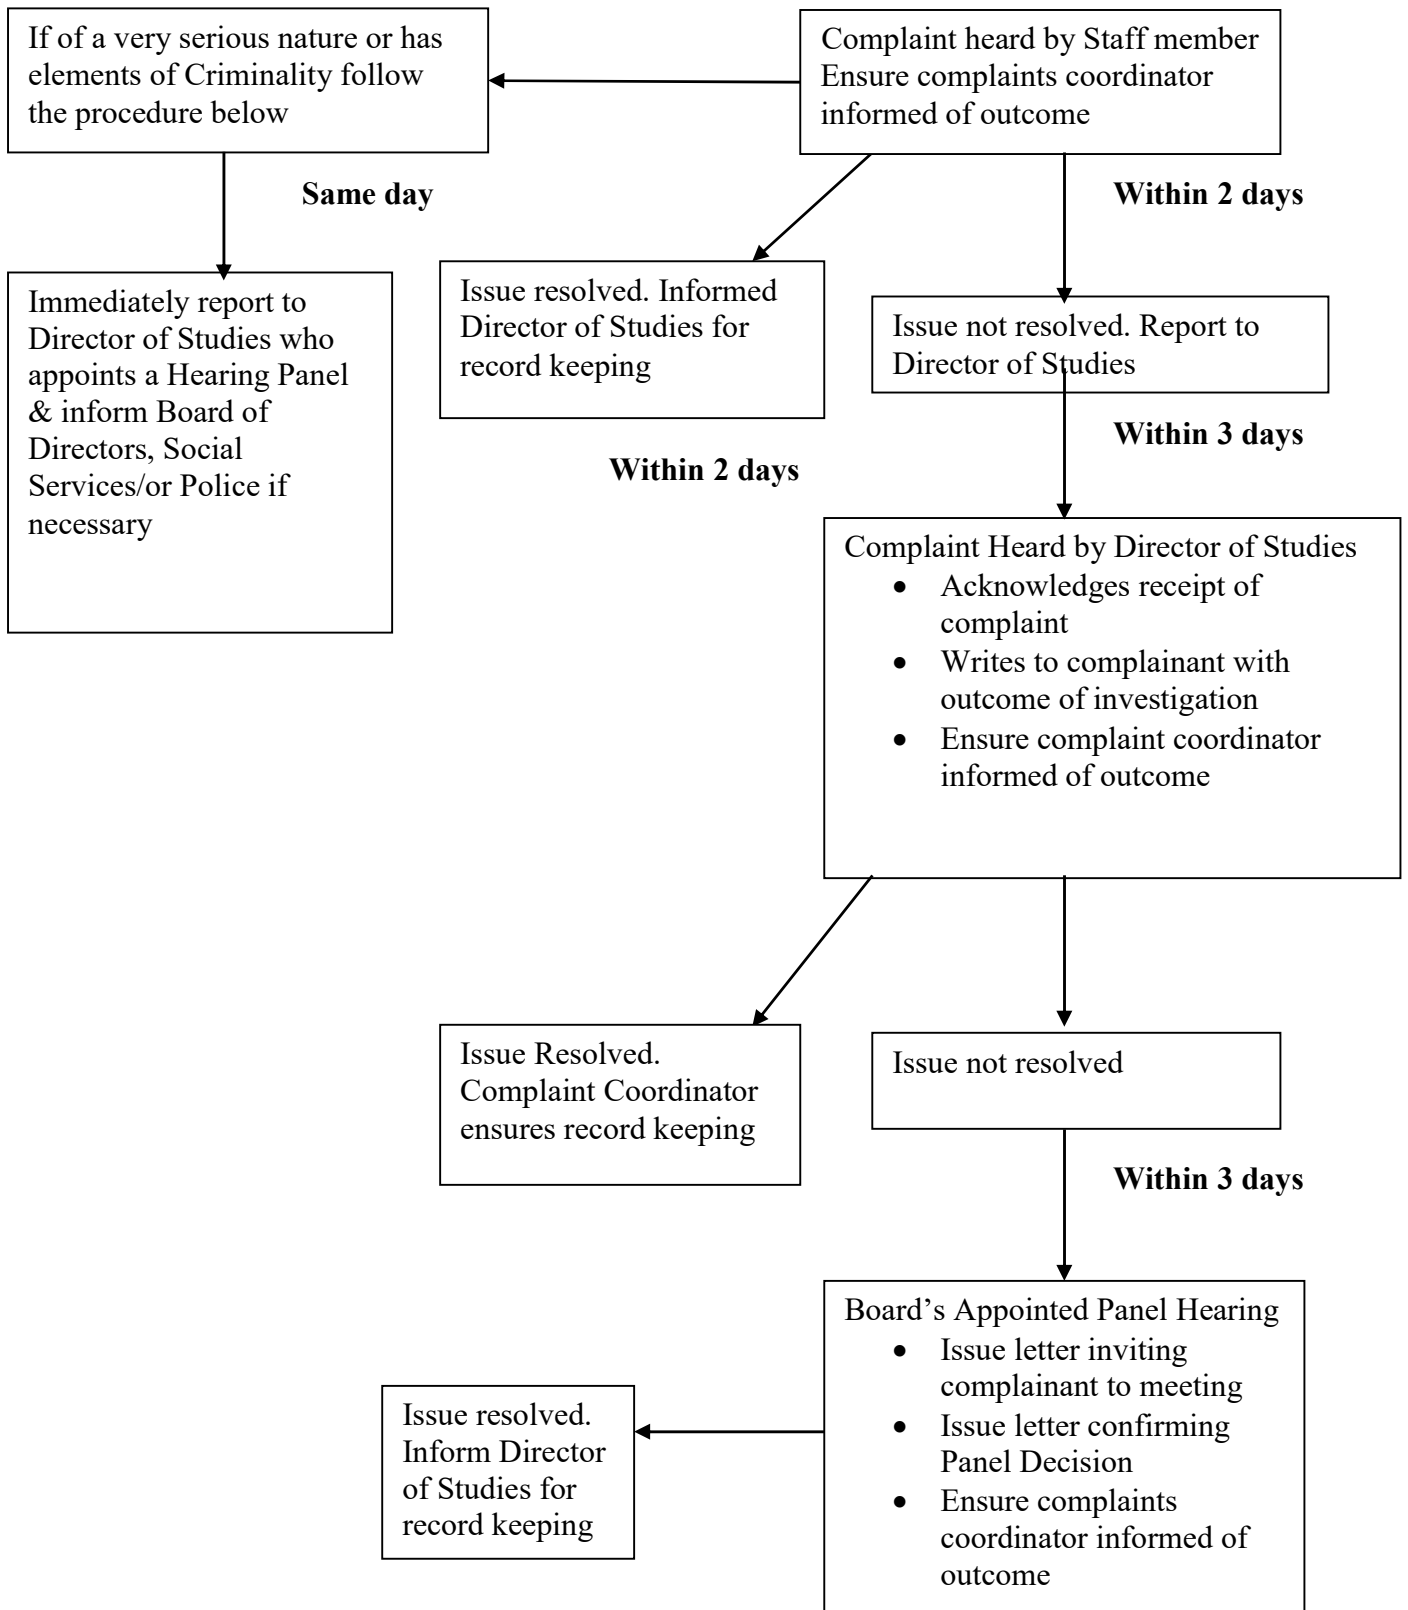 If of a very serious nature or has
elements of Criminality follow
the procedure below
Complaint heard by Staff member
Ensure complaints coordinator
informed of outcome
Same day
Within 2 days
Immediately report to
Director of Studies who
appoints a Hearing Panel
& inform Board of
Directors, Social
Services/or Police if
necessary
Issue resolved. Informed
Director of Studies for
record keeping
Issue not resolved. Report to
Director of Studies
Within 2 days
Within 3 days
Complaint Heard by Director of Studies
• Acknowledges receipt of
complaint
• Writes to complainant with
outcome of investigation
• Ensure complaint coordinator
informed of outcome
Issue Resolved.
Complaint Coordinator
ensures record keeping
Issue not resolved
Within 3 days
Board’s Appointed Panel Hearing
• Issue letter inviting
complainant to meeting
• Issue letter confirming
Panel Decision
• Ensure complaints
coordinator informed of
outcome
Issue resolved.
Inform Director
of Studies for
record keeping